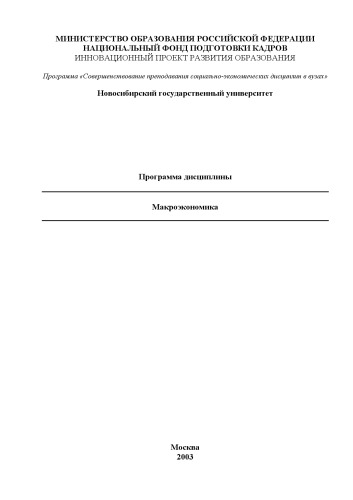 МИНИСТЕРСТВО ОБРАЗОВАНИЯ РОССИЙСКОЙ ФЕДЕРАЦИИ
НАЦИОНАЛЬНЫЙ ФОНД ПОДГОТОВКИ КАДРОВ
ИННОВАЦИОННЫЙ ПРОЕКТ РАЗВИТИЯ ОБРАЗОВАНИЯ
Программа «Совершенствование преподавания социально-экономических дисциплин в вузах»
Новосибирский государственный университет
Программа дисциплины
Макроэкономика
Москва
2003